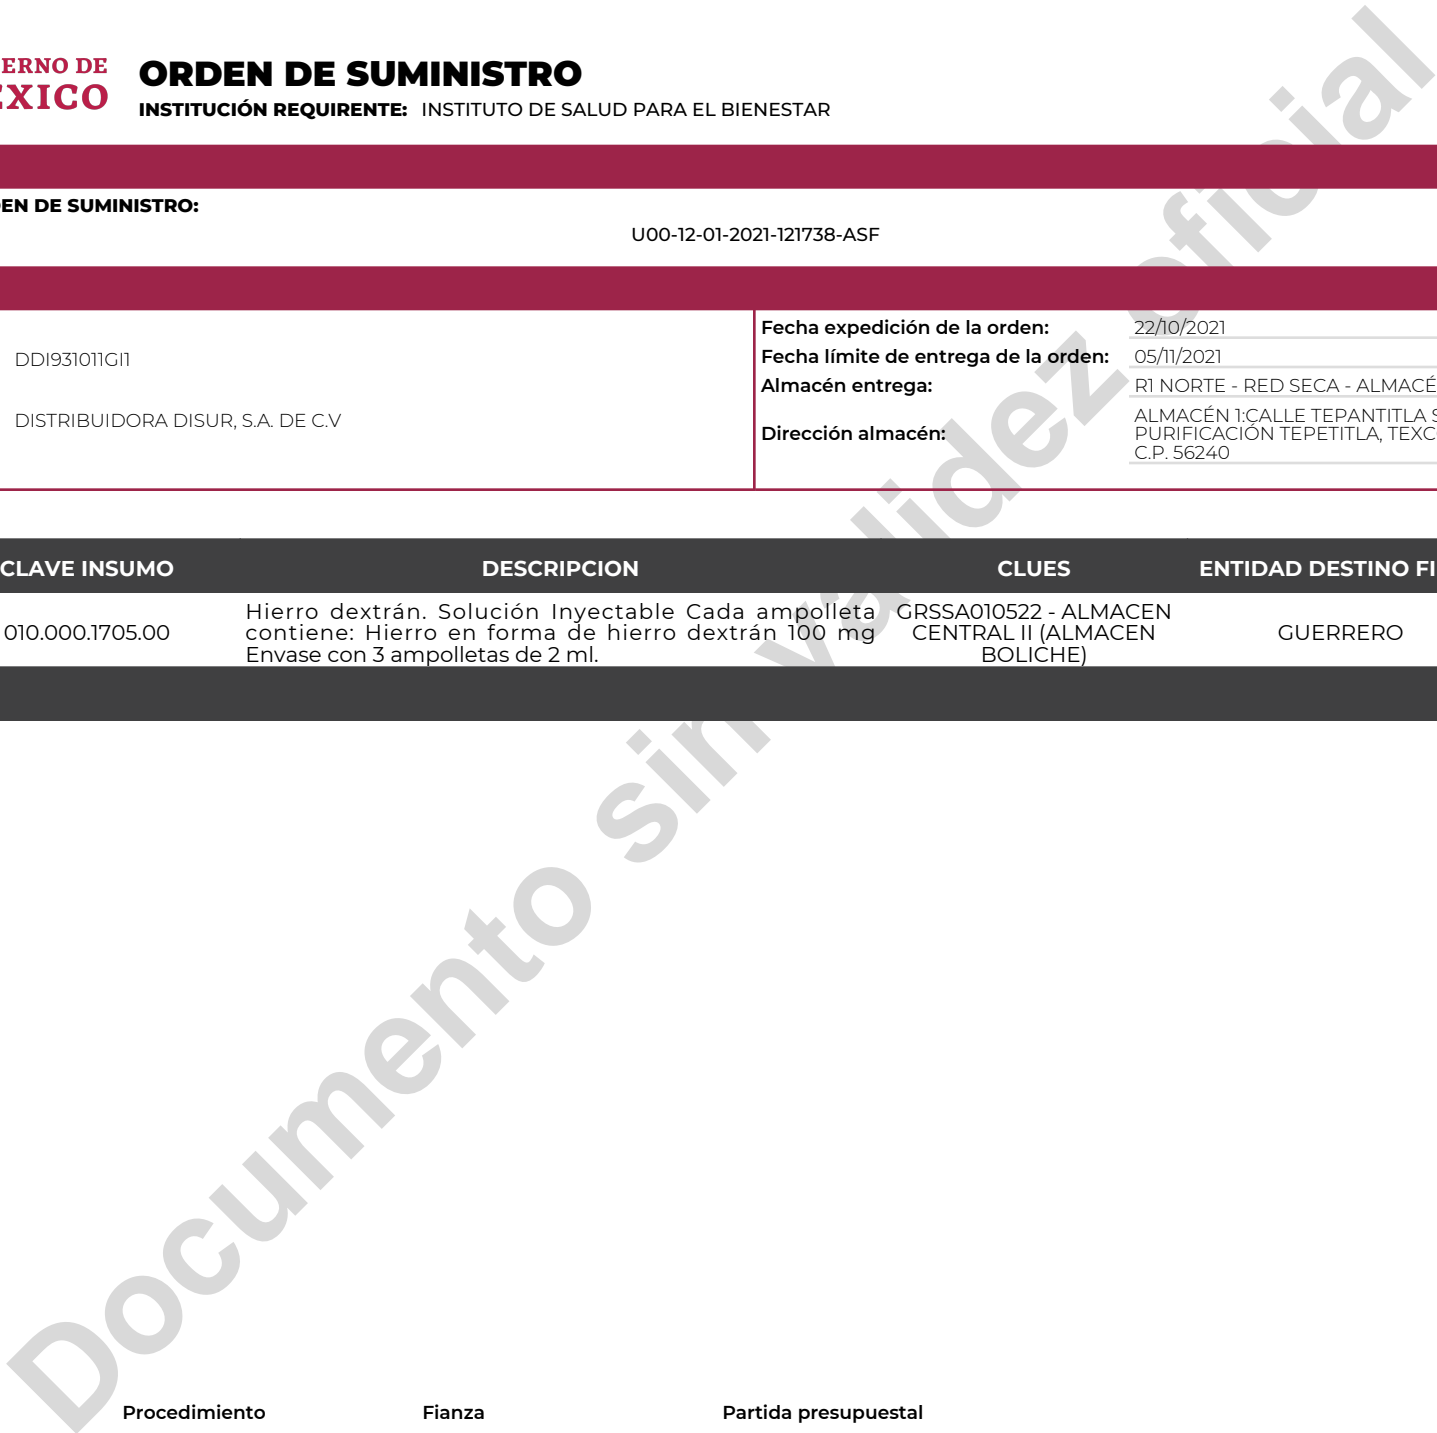 ERNO DE
ÉXICO
ORDEN DE SUMINISTRO
INSTITUCIÓN REQUIRENTE: INSTITUTO DE SALUD PARA EL BIENESTAR
EN DE SUMINISTRO:
U00-12-01-2021-121738-ASF
DDI931011GI1
DISTRIBUIDORA DISUR, S.A. DE C.V
Fecha expedición de la orden: 22/10/2021
Fecha límite de entrega de la orden: 05/11/2021
Almacén entrega: R1 NORTE - RED SECA - ALMACÉ
Dirección almacén: ALMACÉN 1:CALLE TEPANTITLA S
PURIFICACIÓN TEPETITLA, TEXC
C.P. 56240
CLAVE INSUMO DESCRIPCION CLUES ENTIDAD DESTINO FI
010.000.1705.00 Hierro dextrán. Solución Inyectable Cada ampolleta
contiene: Hierro en forma de hierro dextrán 100 mg
Envase con 3 ampolletas de 2 ml.
GRSSA010522 - ALMACEN
CENTRAL II (ALMACEN
BOLICHE)
GUERRERO
Documento sin validez oficial
Procedimiento Fianza Partida presupuestal